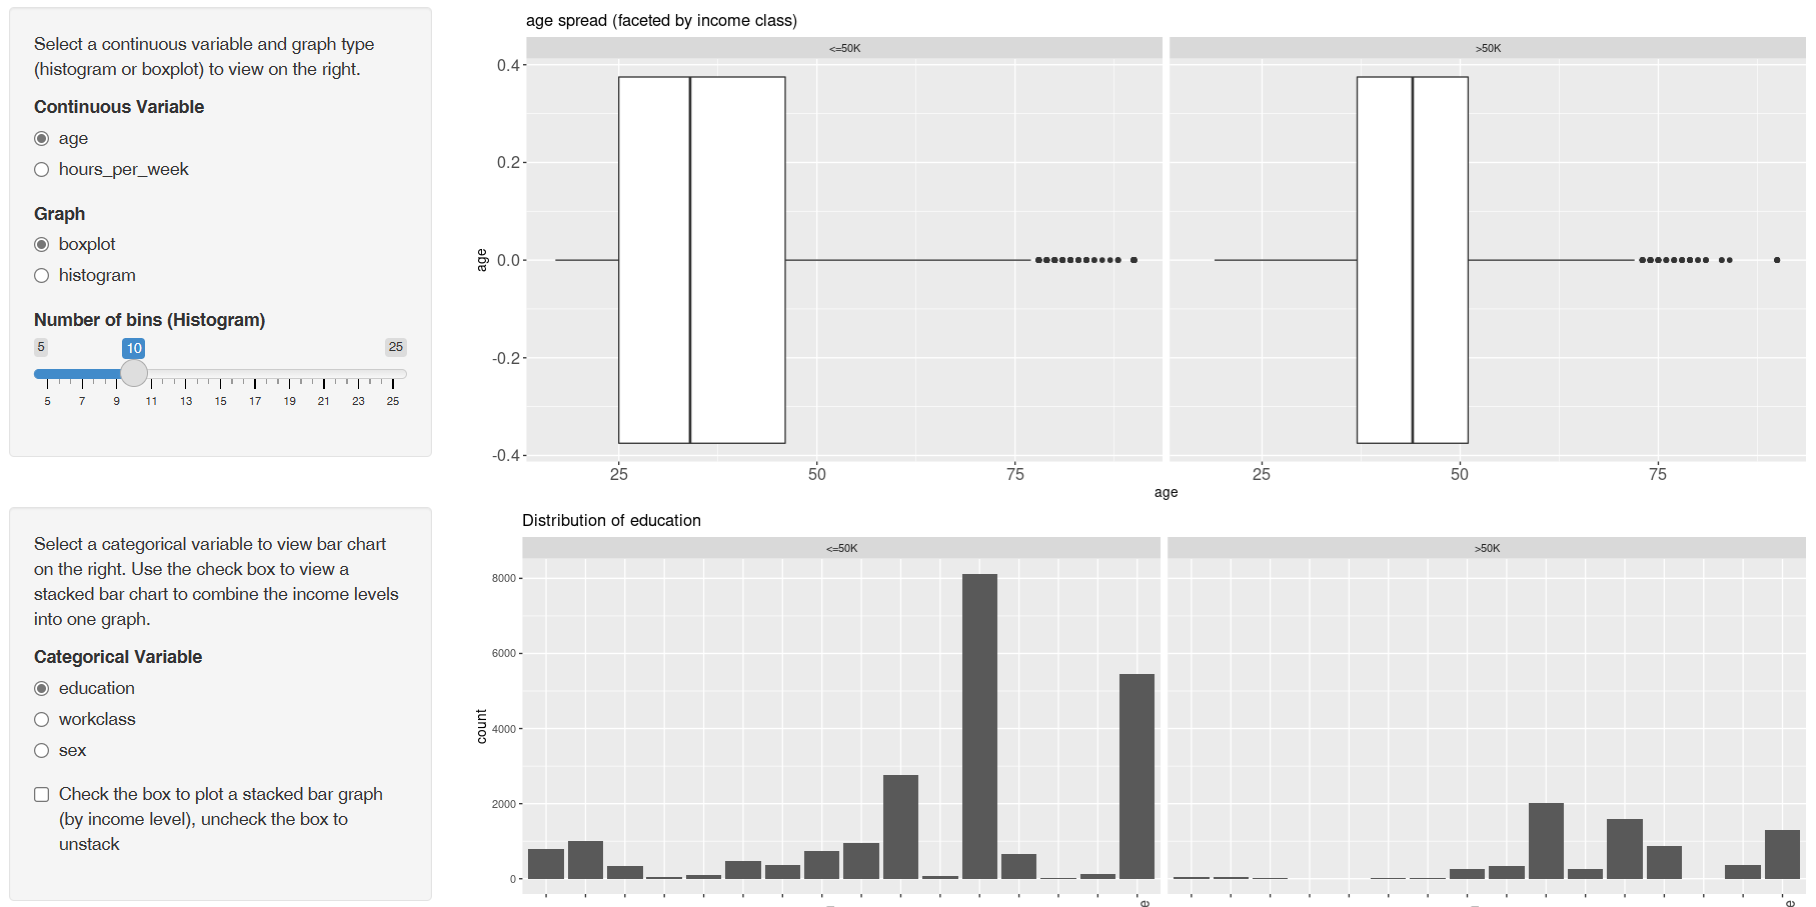 Select a continuous variable and graph type
(histogram or boxplot) to view on the right.
Continuous Variable
age
hours_per_week
Graph
boxplot
histogram
Number of bins (Histogram)
5 10 25
5 7 9 11 13 15 17 19 21 23 25
age spread (faceted by income class)
<=50K >50K
0.4
0.2
0.0
-0.2
-0.4
age
25 50 75 25 50 75
age
Select a categorical variable to view bar chart
on the right. Use the check box to view a
stacked bar chart to combine the income levels
into one graph.
Categorical Variable
education
workclass
sex
Check the box to plot a stacked bar graph
(by income level), uncheck the box to
unstack
Distribution of education
<=50K >50K
8000
6000
4000
2000
0
count
e e